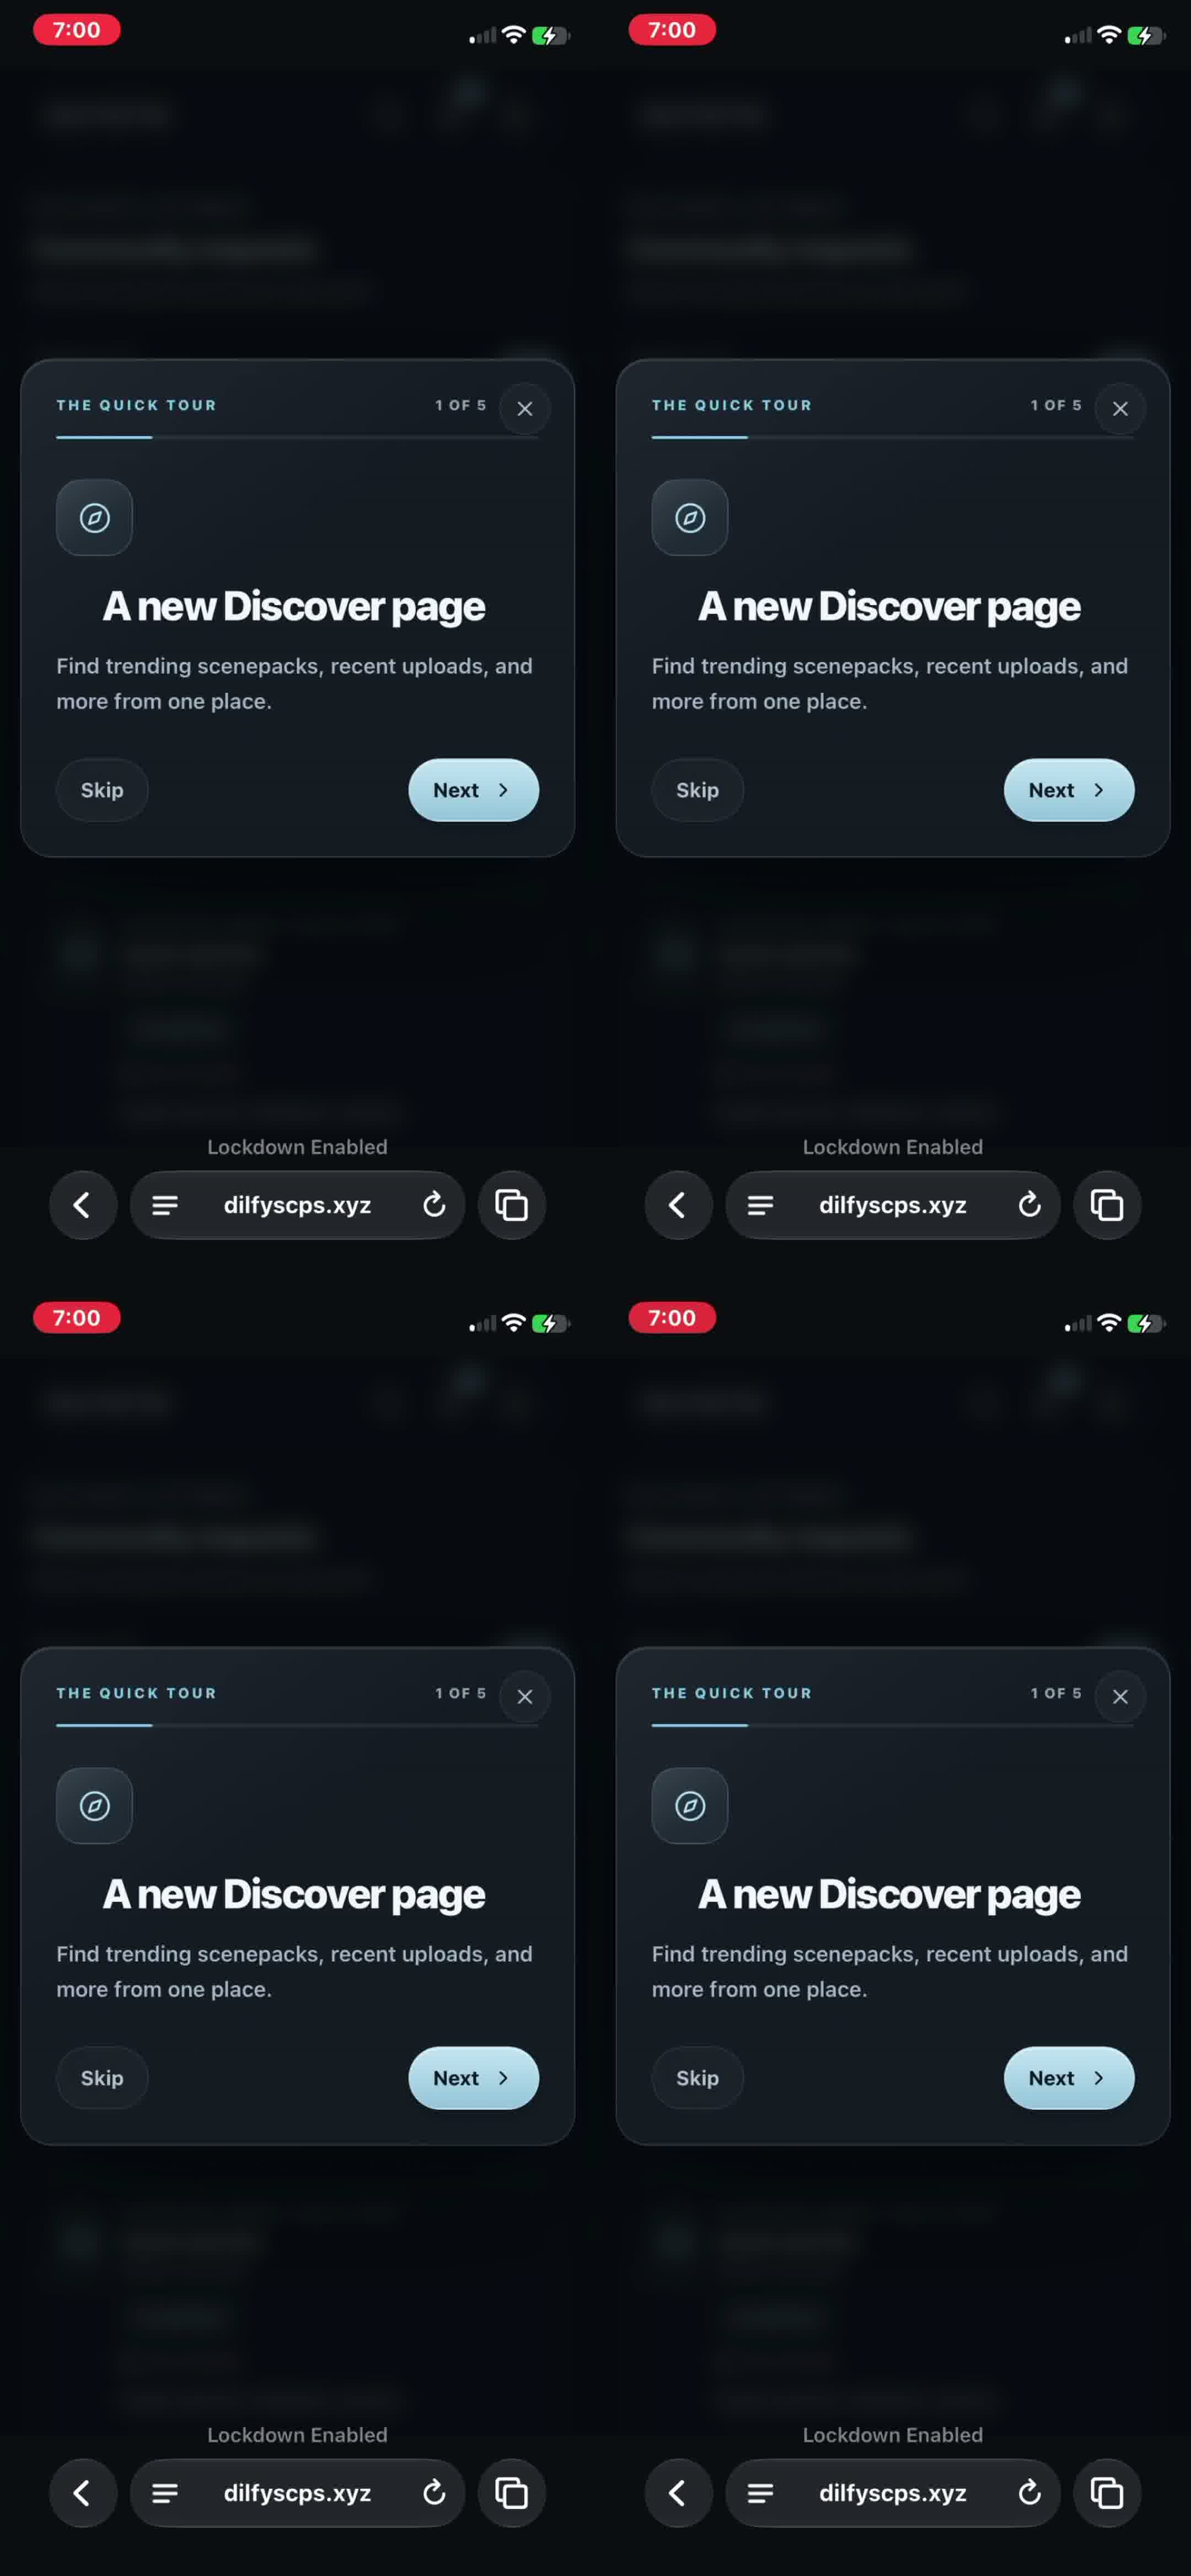 7:00
THE QUICK TOUR
1 OF 5
A new Discover page
Find trending scenepacks, recent uploads, and
more from one place.
Skip
Next
Lockdown Enabled
dilfyscps.xyz
7:00
THE QUICK TOUR
1 OF 5
A new Discover page
Find trending scenepacks, recent uploads, and
more from one place.
Skip
Next
Lockdown Enabled
dilfyscps.xyz
7:00
THE QUICK TOUR
1 OF 5
A new Discover page
Find trending scenepacks, recent uploads, and
more from one place.
Skip
Next
Lockdown Enabled
dilfyscps.xyz
7:00
THE QUICK TOUR
1 OF 5
A new Discover page
Find trending scenepacks, recent uploads, and
more from one place.
Skip
Next
Lockdown Enabled
dilfyscps.xyz